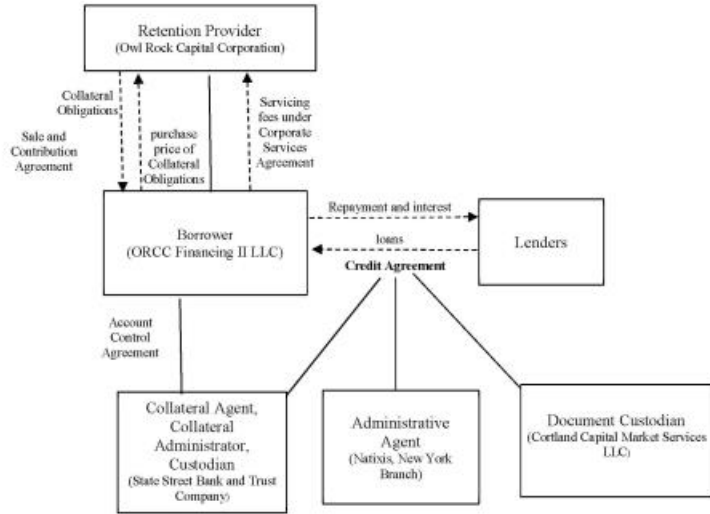 Retention Provider
(Owl Rock Capital Corporation)
Collateral
Obligations
Sale and
Contribution
Agreement
purchase
price of
Collateral
Obligations
Servicing
fees under
Corporate
Services
Agreement
Borrower
(ORCC Financing II LLC)
Repayment and interest
loans
Lenders
Credit Agreement
Account
Control
Agreement
Collateral Agent,
Collateral
Administrator,
Custodian
(State Street Bank and Trust
Company)
Administrative
Agent
(Natixis, New York
Branch)
Document Custodian
(Cortland Capital Market Services
LLC)